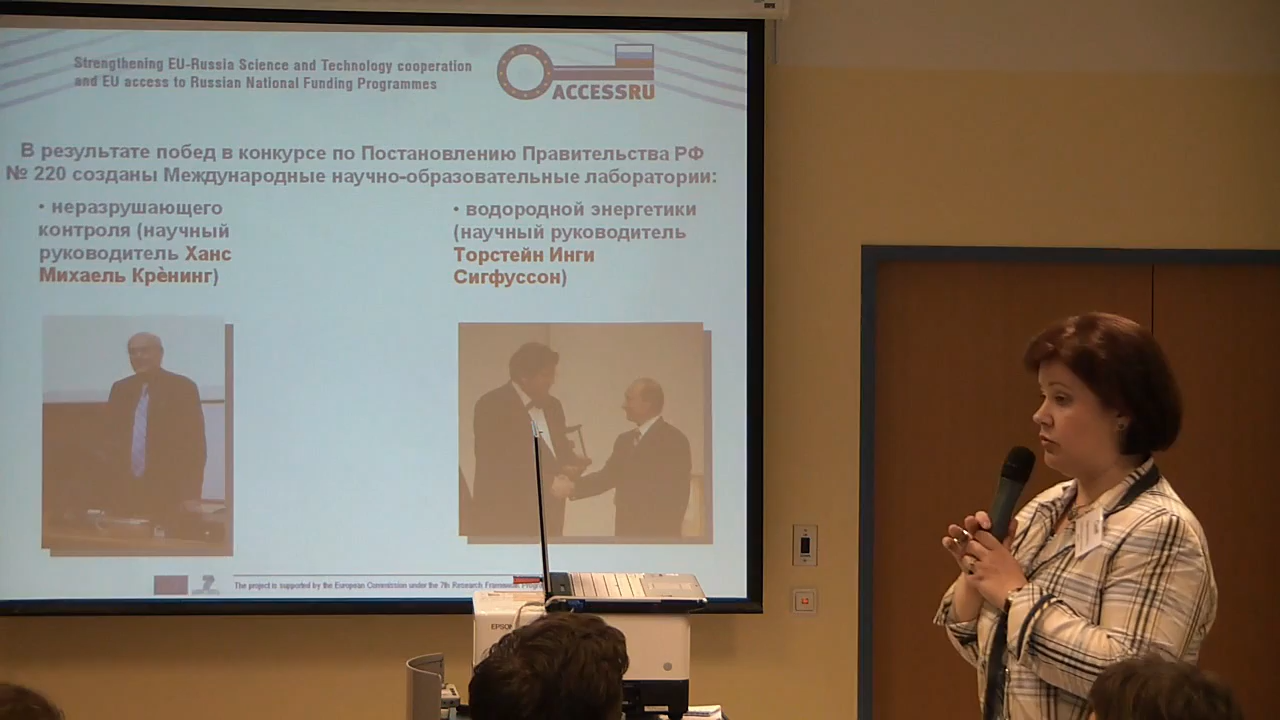 Strengthening EU-Russia Science and Technology cooperation
and EU access to Russian National Funding Programmes
ACCESSRU
В результате побед в конкурсе по Постановлению Правительства РФ
№ 220 созданы Международные научно-образовательные лаборатории:
• неразрушающего
контроля (научный
руководитель Ханс
Михаель Крѐнинг)
• водородной энергетики
(научный руководитель
Торстейн Инги
Сигфуссон)
The project is supported by the European Commission under the 7th Research Framework
EPSON